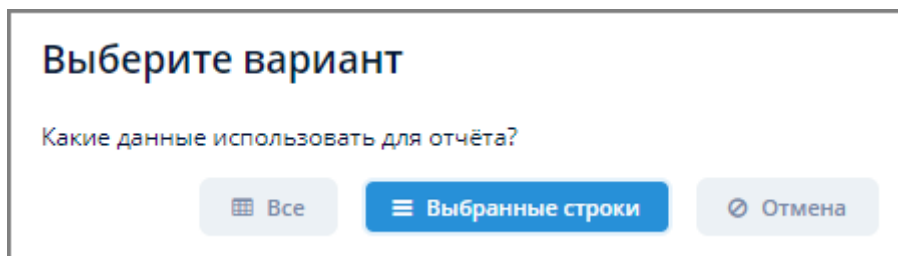 Выберите вариант
Какие данные использовать для отчёта?
Все Выбранные строки Отмена